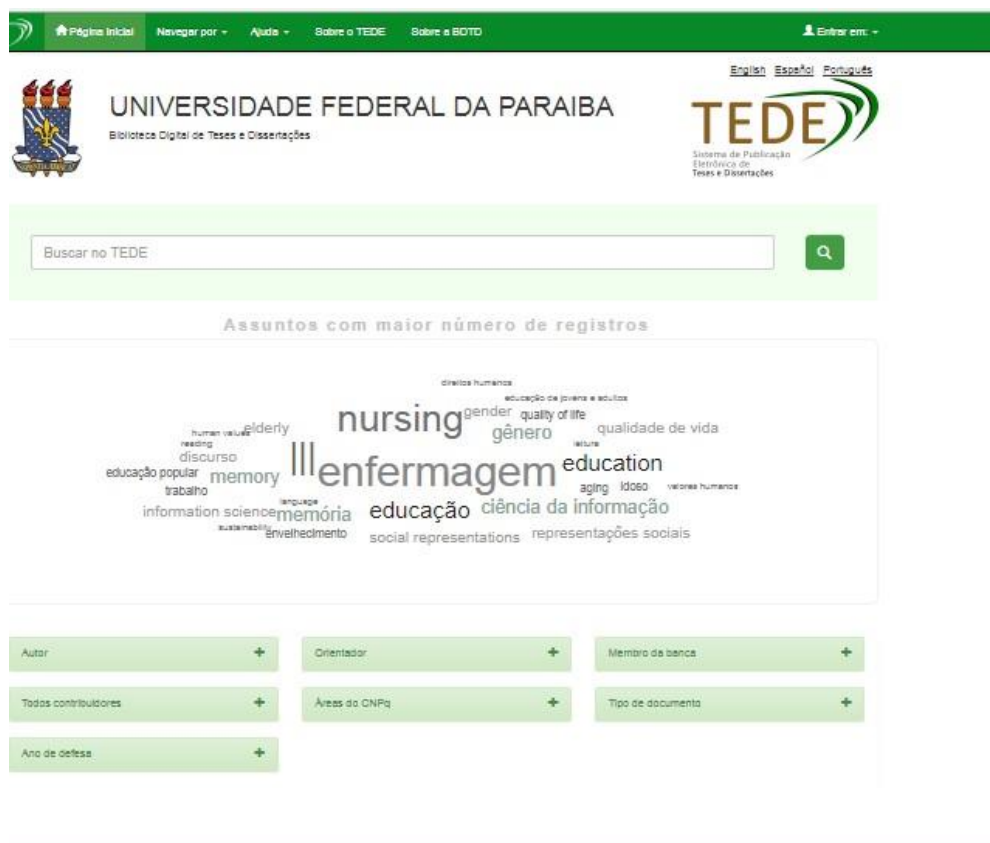 Página Inicial Navegar por Ajuda Sobre o TEDE Sobre a BDTD Entrar em:
English Español Português
UNIVERSIDADE FEDERAL DA PARAIBA
Biblioteca Digital de Teses e Dissertações
TEDE
Sistema de Publicação
Eletrônica de
Teses e Dissertações
Buscar no TEDE
Assuntos com maior número de registros
direitos humanos
educação de jovens e adultos
nursing gender quality of life
human values elderly gênero qualidade de vida
reading leitura
discurso
educação popular memory lll enfermagem education
trabalho aging idoso valores humanos
language
information science memória educação ciência da informação
sustainability
envelhecimento social representations representações sociais
Autor + Orientador + Membro da banca +
Todos contribuidores + Áreas do CNPq + Tipo de documento +
Ano de defesa +